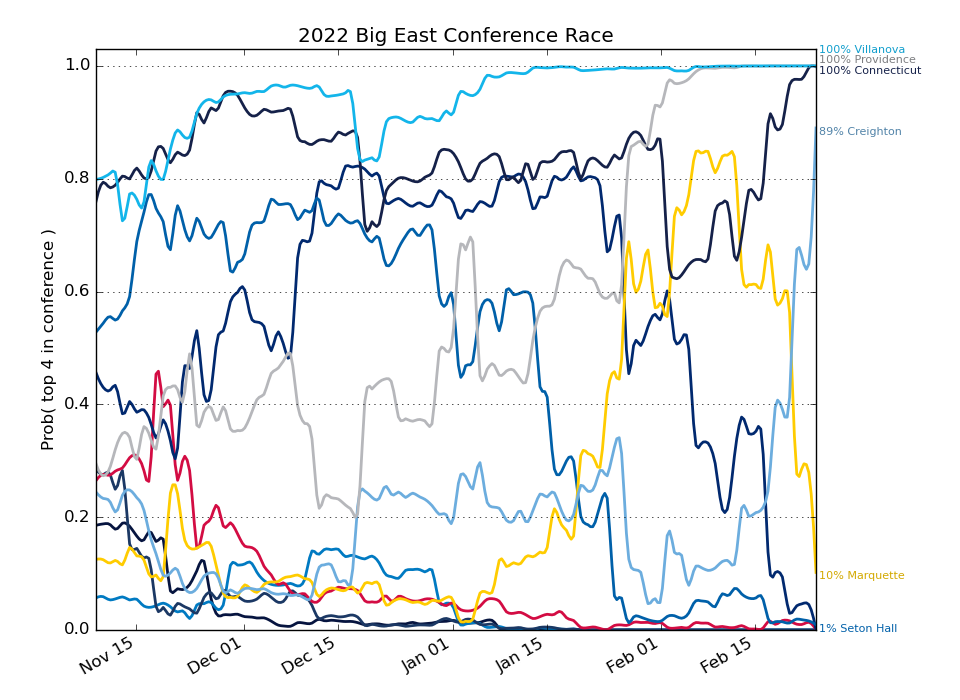 2022 Big East Conference Race
Prob( top 4 in conference )
1.0
0.8
0.6
0.4
0.2
0.0
Nov 15
Dec 01
Dec 15
Jan 01
Jan 15
Feb 01
Feb 15
100% Villanova
100% Providence
100% Connecticut
89% Creighton
10% Marquette
1% Seton Hall